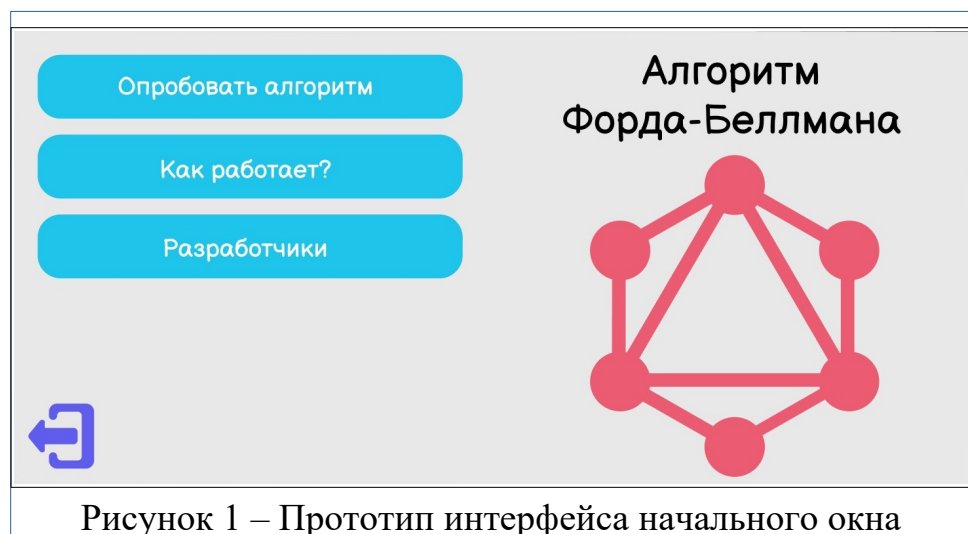 Опробовать алгоритм
Как работает?
Разработчики
Алгоритм
Форда-Беллмана
Рисунок 1 – Прототип интерфейса начального окна